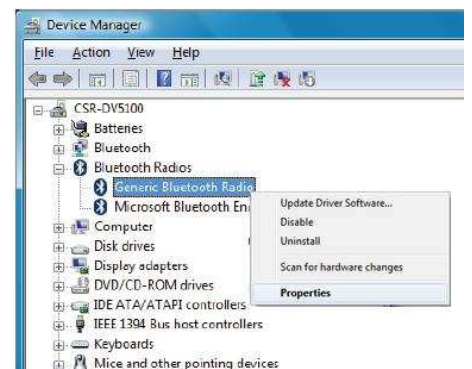 Device Manager
File Action View Help
CSR-DV5100
Batteries
Bluetooth
Bluetooth Radios
Generic Bluetooth Radio
Microsoft Bluetooth En
Update Driver Software...
Disable
Uninstall
Scan for hardware changes
Properties
Computer
Disk drives
Display adapters
DVD/CD-ROM drives
IDE ATA/ATAPI controllers
IEEE 1394 Bus host controllers
Keyboards
Mice and other pointing devices